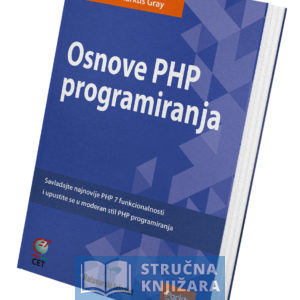 Gray
Osnove PHP
programiranja
Savladajte najnovije PHP 7 funkcionalnosti
i upustite se u moderan stil PHP programiranja
CET
STRUČNA
KNJIŽARA